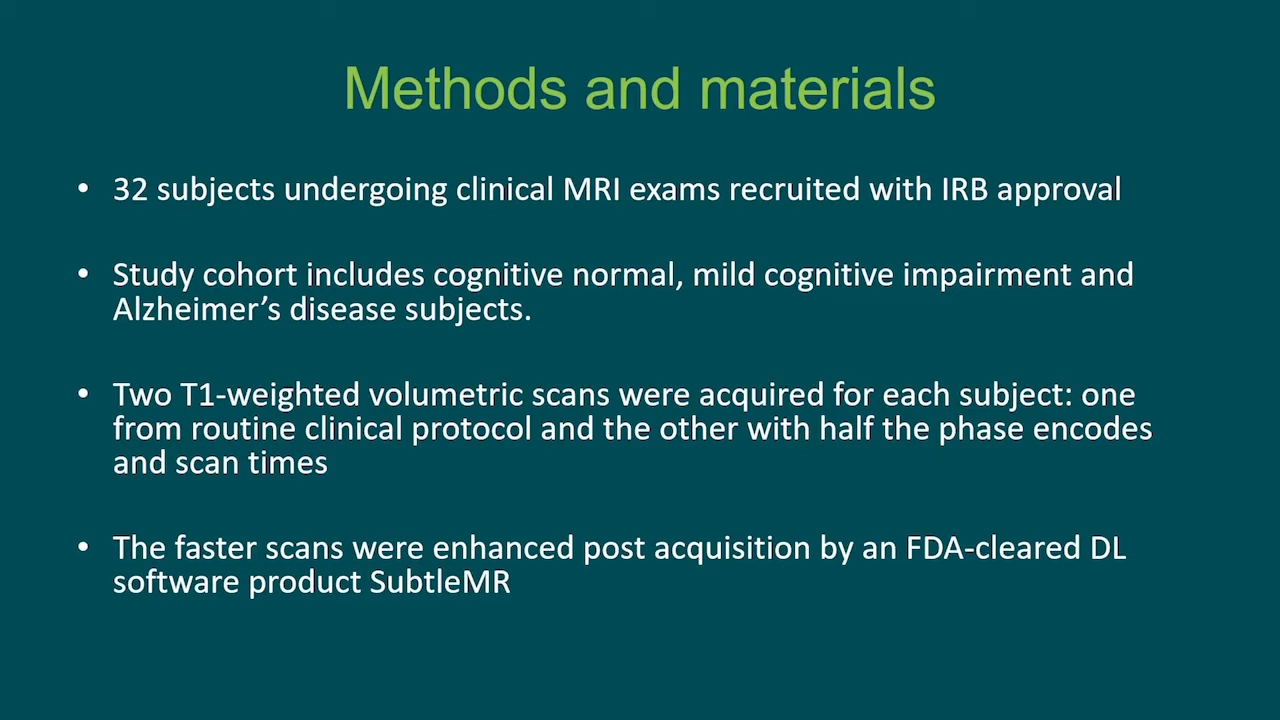 Methods and materials
• 32 subjects undergoing clinical MRI exams recruited with IRB approval
• Study cohort includes cognitive normal, mild cognitive impairment and
Alzheimer’s disease subjects.
• Two T1-weighted volumetric scans were acquired for each subject: one
from routine clinical protocol and the other with half the phase encodes
and scan times
• The faster scans were enhanced post acquisition by an FDA-cleared DL
software product SubtleMR